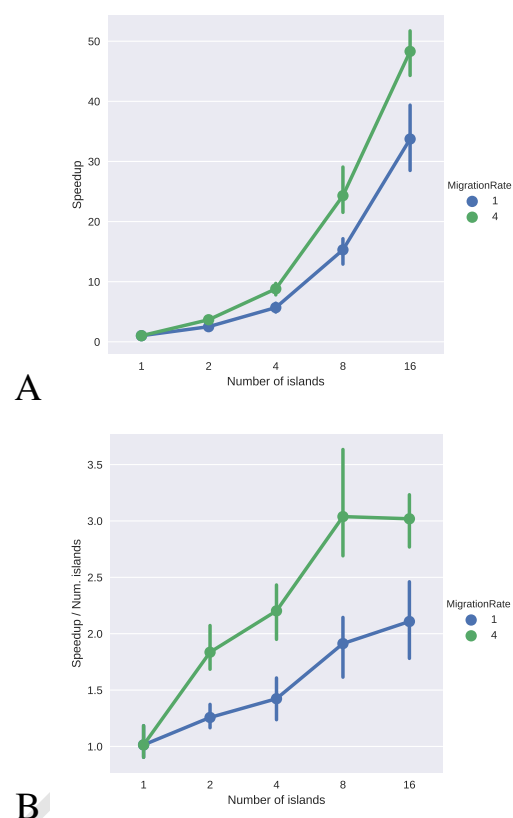 50
40
30
20
10
0
Speedup
1 2 4 8 16
Number of islands
MigrationRate
1
4
A
3.5
3.0
2.5
2.0
1.5
1.0
Speedup / Num. islands
1 2 4 8 16
Number of islands
MigrationRate
1
4
B